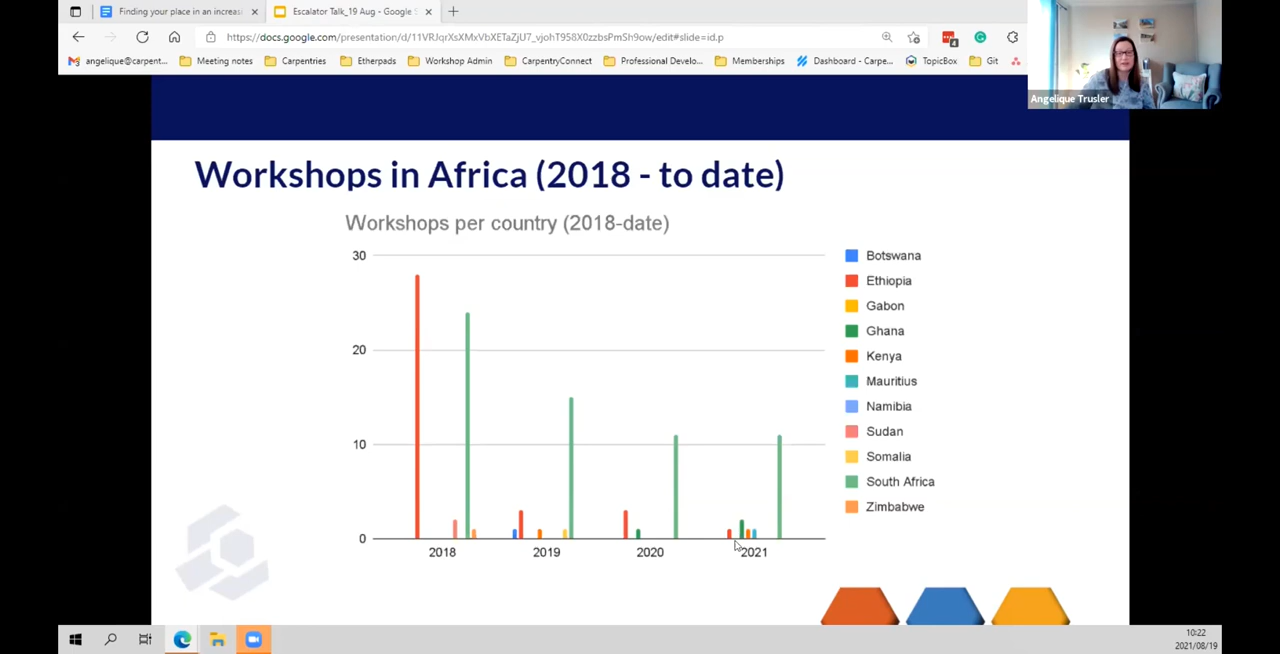 Finding your place in an increasi
Escalator Talk_19 Aug - Google S
https://docs.google.com/presentation/d/11VRJqrXsXMxVbXETaZjU7_vjohT958X0zzbsPmSh9ow/edit#slide=id.p
4
angelique@carpent...
Meeting notes
Carpentries
Etherpads
Workshop Admin
CarpentryConnect
Professional Develo...
Memberships
Dashboard - Carpe...
TopicBox
Git
Angelique Trusler
Workshops in Africa (2018 - to date)
Workshops per country (2018-date)
30
20
10
0
2018
2019
2020
2021
Botswana
Ethiopia
Gabon
Ghana
Kenya
Mauritius
Namibia
Sudan
Somalia
South Africa
Zimbabwe
10:22
2021/08/19